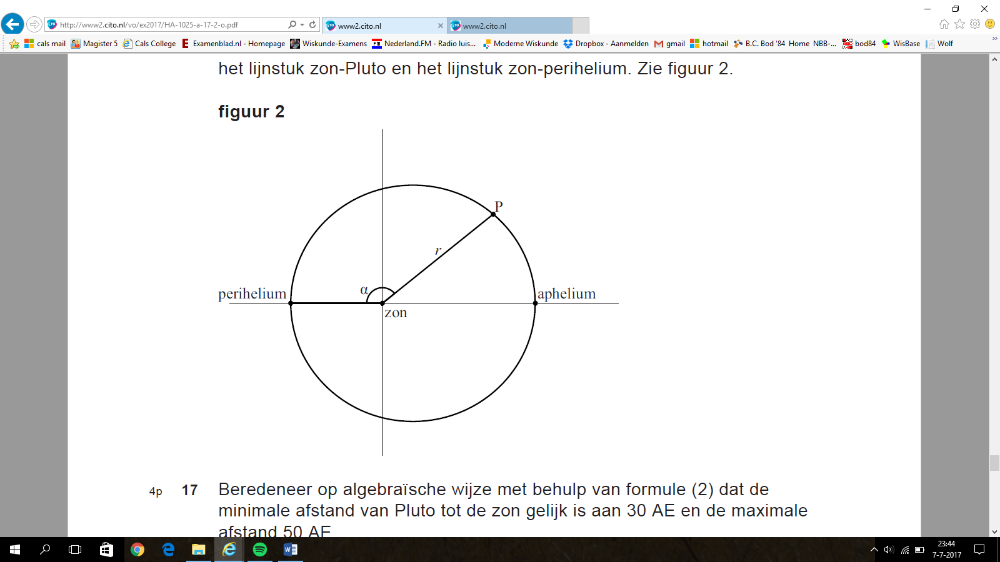 http://www2.cito.nl/vo/ex2017/HA-1025-a-17-2-o.pdf
www2.cito.nl
www2.cito.nl
cals mail
Magister 5
Cals College
Examenblad.nl - Homepage
Wiskunde-Examens
Nederland.FM - Radio luis...
Moderne Wiskunde
Dropbox - Aanmelden
gmail
hotmail
B.C. Bod '84 Home NBB-...
bod84
WisBase
Wolf
het lijnstuk zon-Pluto en het lijnstuk zon-perihelium. Zie figuur 2.
figuur 2
P
r
α
perihelium
aphelium
zon
4p 17 Beredeneer op algebraïsche wijze met behulp van formule (2) dat de
minimale afstand van Pluto tot de zon gelijk is aan 30 AE en de maximale
afstand 50 AE
23:44
7-7-2017